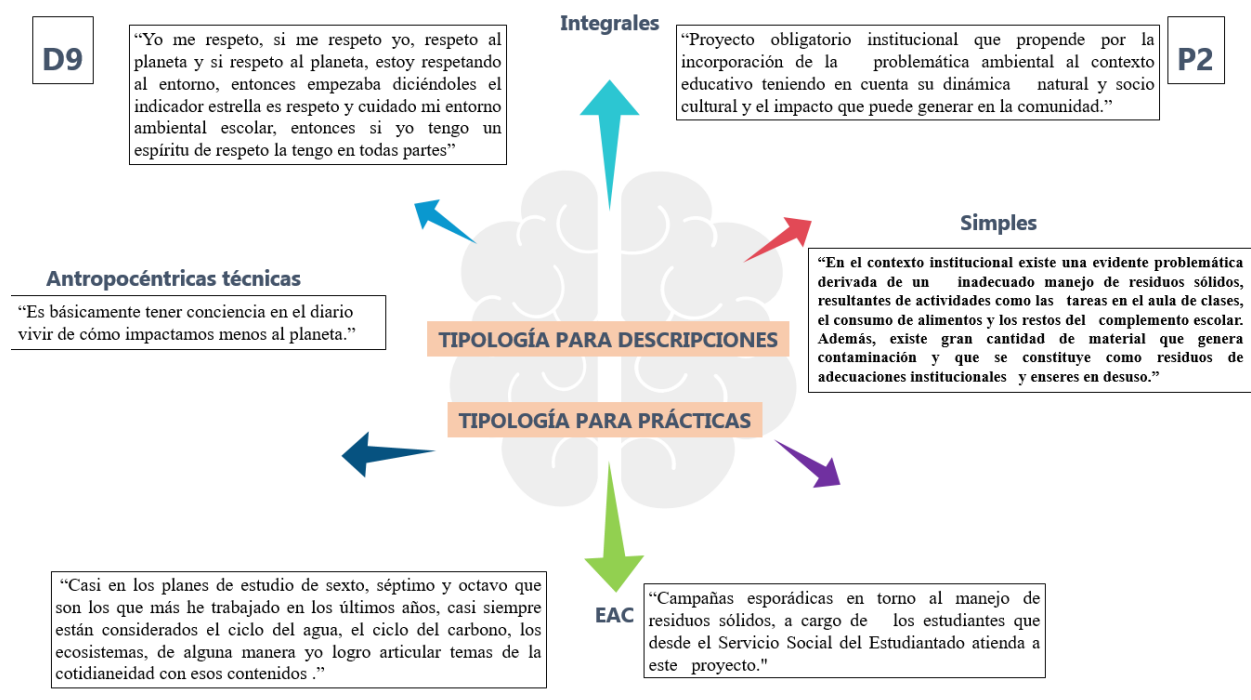 Integrales
D9
“Yo me respeto, si me respeto yo, respeto al
planeta y si respeto al planeta, estoy respetando
al entorno, entonces empezaba diciéndoles el
indicador estrella es respeto y cuidado mi entorno
ambiental escolar, entonces si yo tengo un
espíritu de respeto la tengo en todas partes”
“Proyecto obligatorio institucional que propende por la
incorporación de la problemática ambiental al contexto
educativo teniendo en cuenta su dinámica natural y socio
cultural y el impacto que puede generar en la comunidad.”
P2
Simples
“En el contexto institucional existe una evidente problemática
derivada de un inadecuado manejo de residuos sólidos,
resultantes de actividades como las tareas en el aula de clases,
el consumo de alimentos y los restos del complemento escolar.
Además, existe gran cantidad de material que genera
contaminación y que se constituye como residuos de
adecuaciones institucionales y enseres en desuso.”
Antropocéntricas técnicas
“Es básicamente tener conciencia en el diario
vivir de cómo impactamos menos al planeta.”
TIPOLOGÍA PARA DESCRIPCIONES
TIPOLOGÍA PARA PRÁCTICAS
“Casi en los planes de estudio de sexto, séptimo y octavo que
son los que más he trabajado en los últimos años, casi siempre
están considerados el ciclo del agua, el ciclo del carbono, los
ecosistemas, de alguna manera yo logro articular temas de la
cotidianeidad con esos contenidos .”
EAC
“Campañas esporádicas en torno al manejo de
residuos sólidos, a cargo de los estudiantes que
desde el Servicio Social del Estudiantado atienda a
este proyecto."